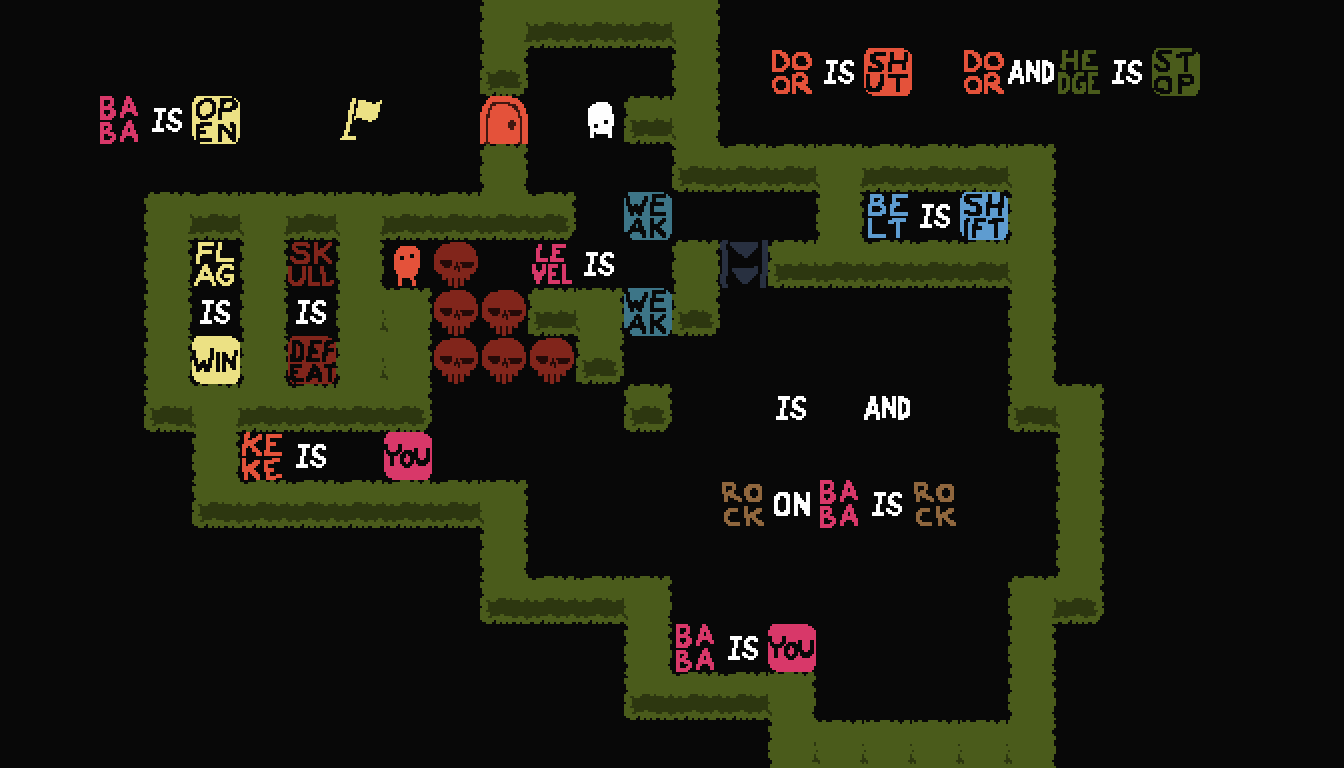 DOOR IS SHUT DOOR AND HEDGE IS STOP
BABA IS OPEN
WEAK BELT IS SHIFT
FLAG SKULL LEVEL IS
IS IS WEAK
WIN DEFEAT
IS AND
KEKE IS YOU
ROCK ON BABA IS ROCK
BABA IS YOU